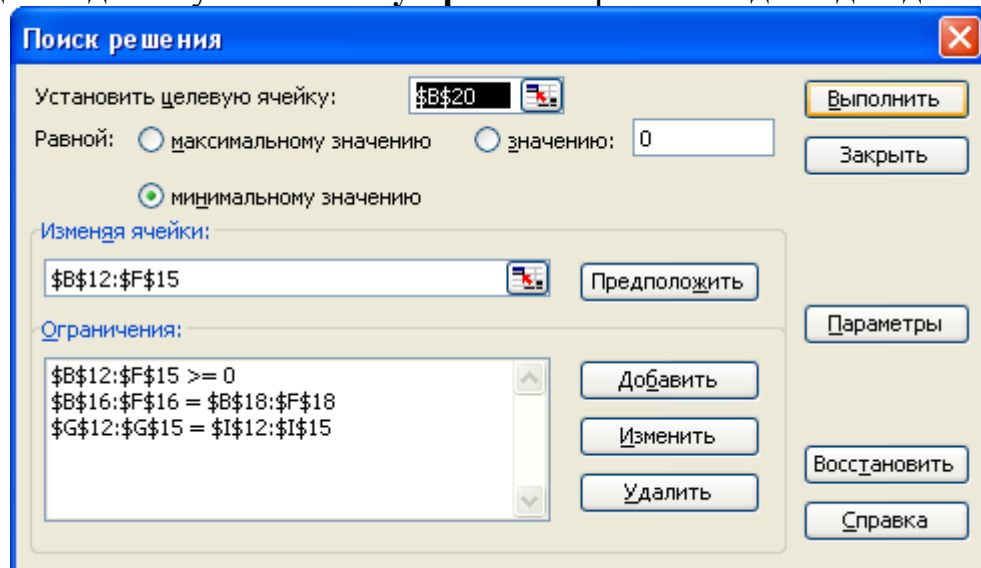 Поиск решения
Установить целевую ячейку: $B$20
Равной: максимальному значению значению: 0
минимальному значению
Изменяя ячейки:
$B$12:$F$15
Предположить
Ограничения:
$B$12:$F$15 >= 0
$B$16:$F$16 = $B$18:$F$18
$G$12:$G$15 = $I$12:$I$15
Добавить
Изменить
Удалить
Выполнить
Закрыть
Параметры
Восстановить
Справка